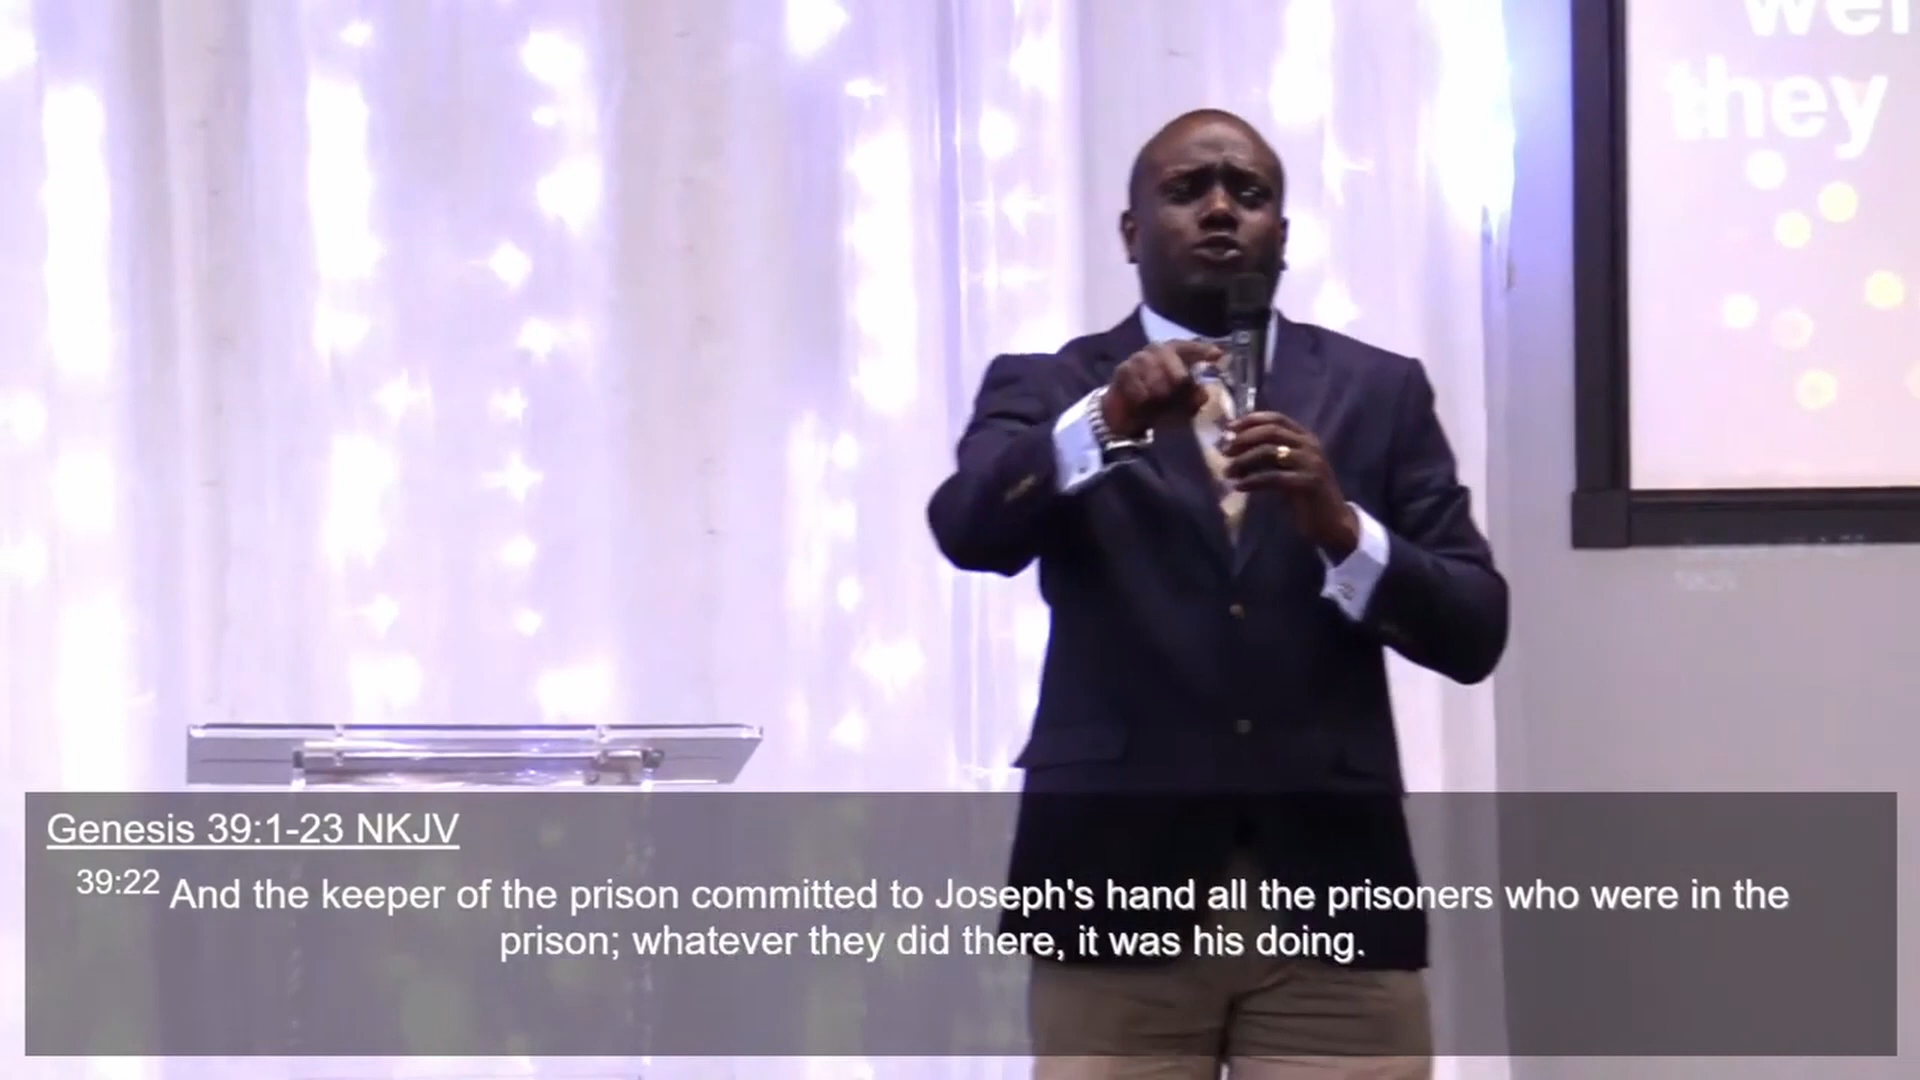 they
Genesis 39:1-23 NKJV
39:22 And the keeper of the prison committed to Joseph's hand all the prisoners who were in the
prison; whatever they did there, it was his doing.
NKJV